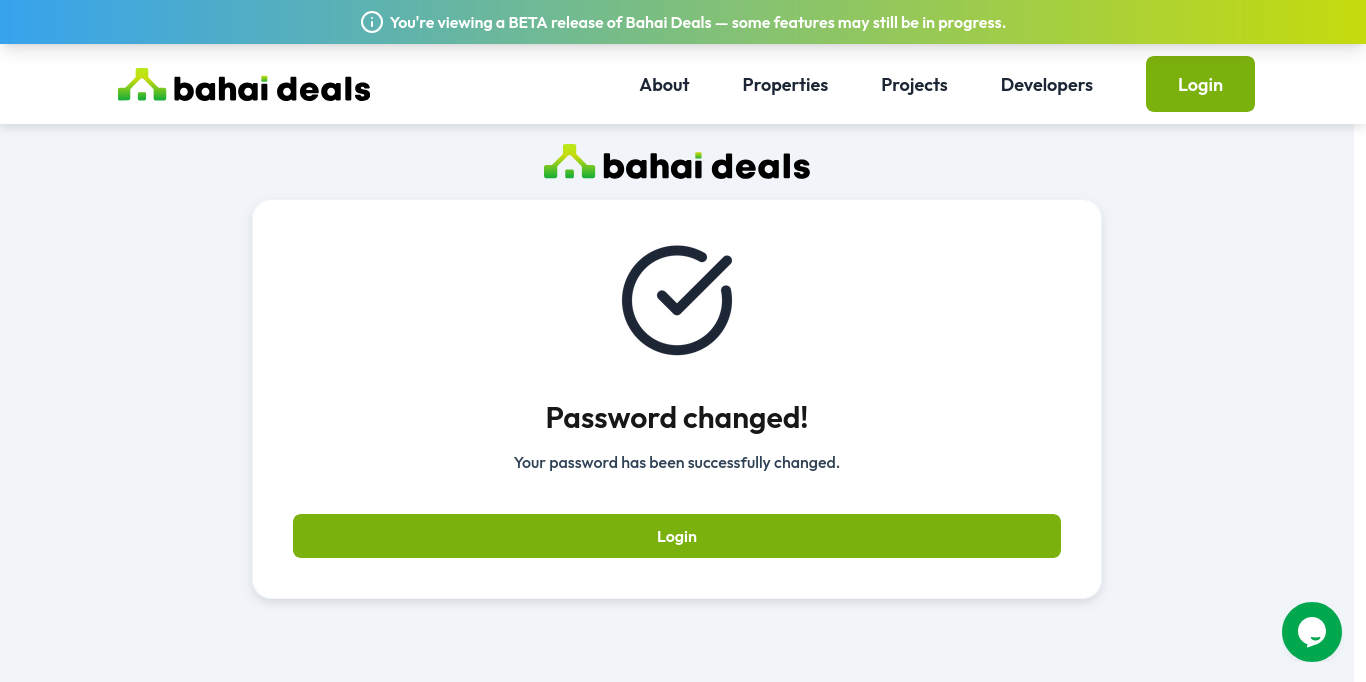 You're viewing a BETA release of Bahai Deals — some features may still be in progress.
bahai deals
About
Properties
Projects
Developers
Login
bahai deals
Password changed!
Your password has been successfully changed.
Login